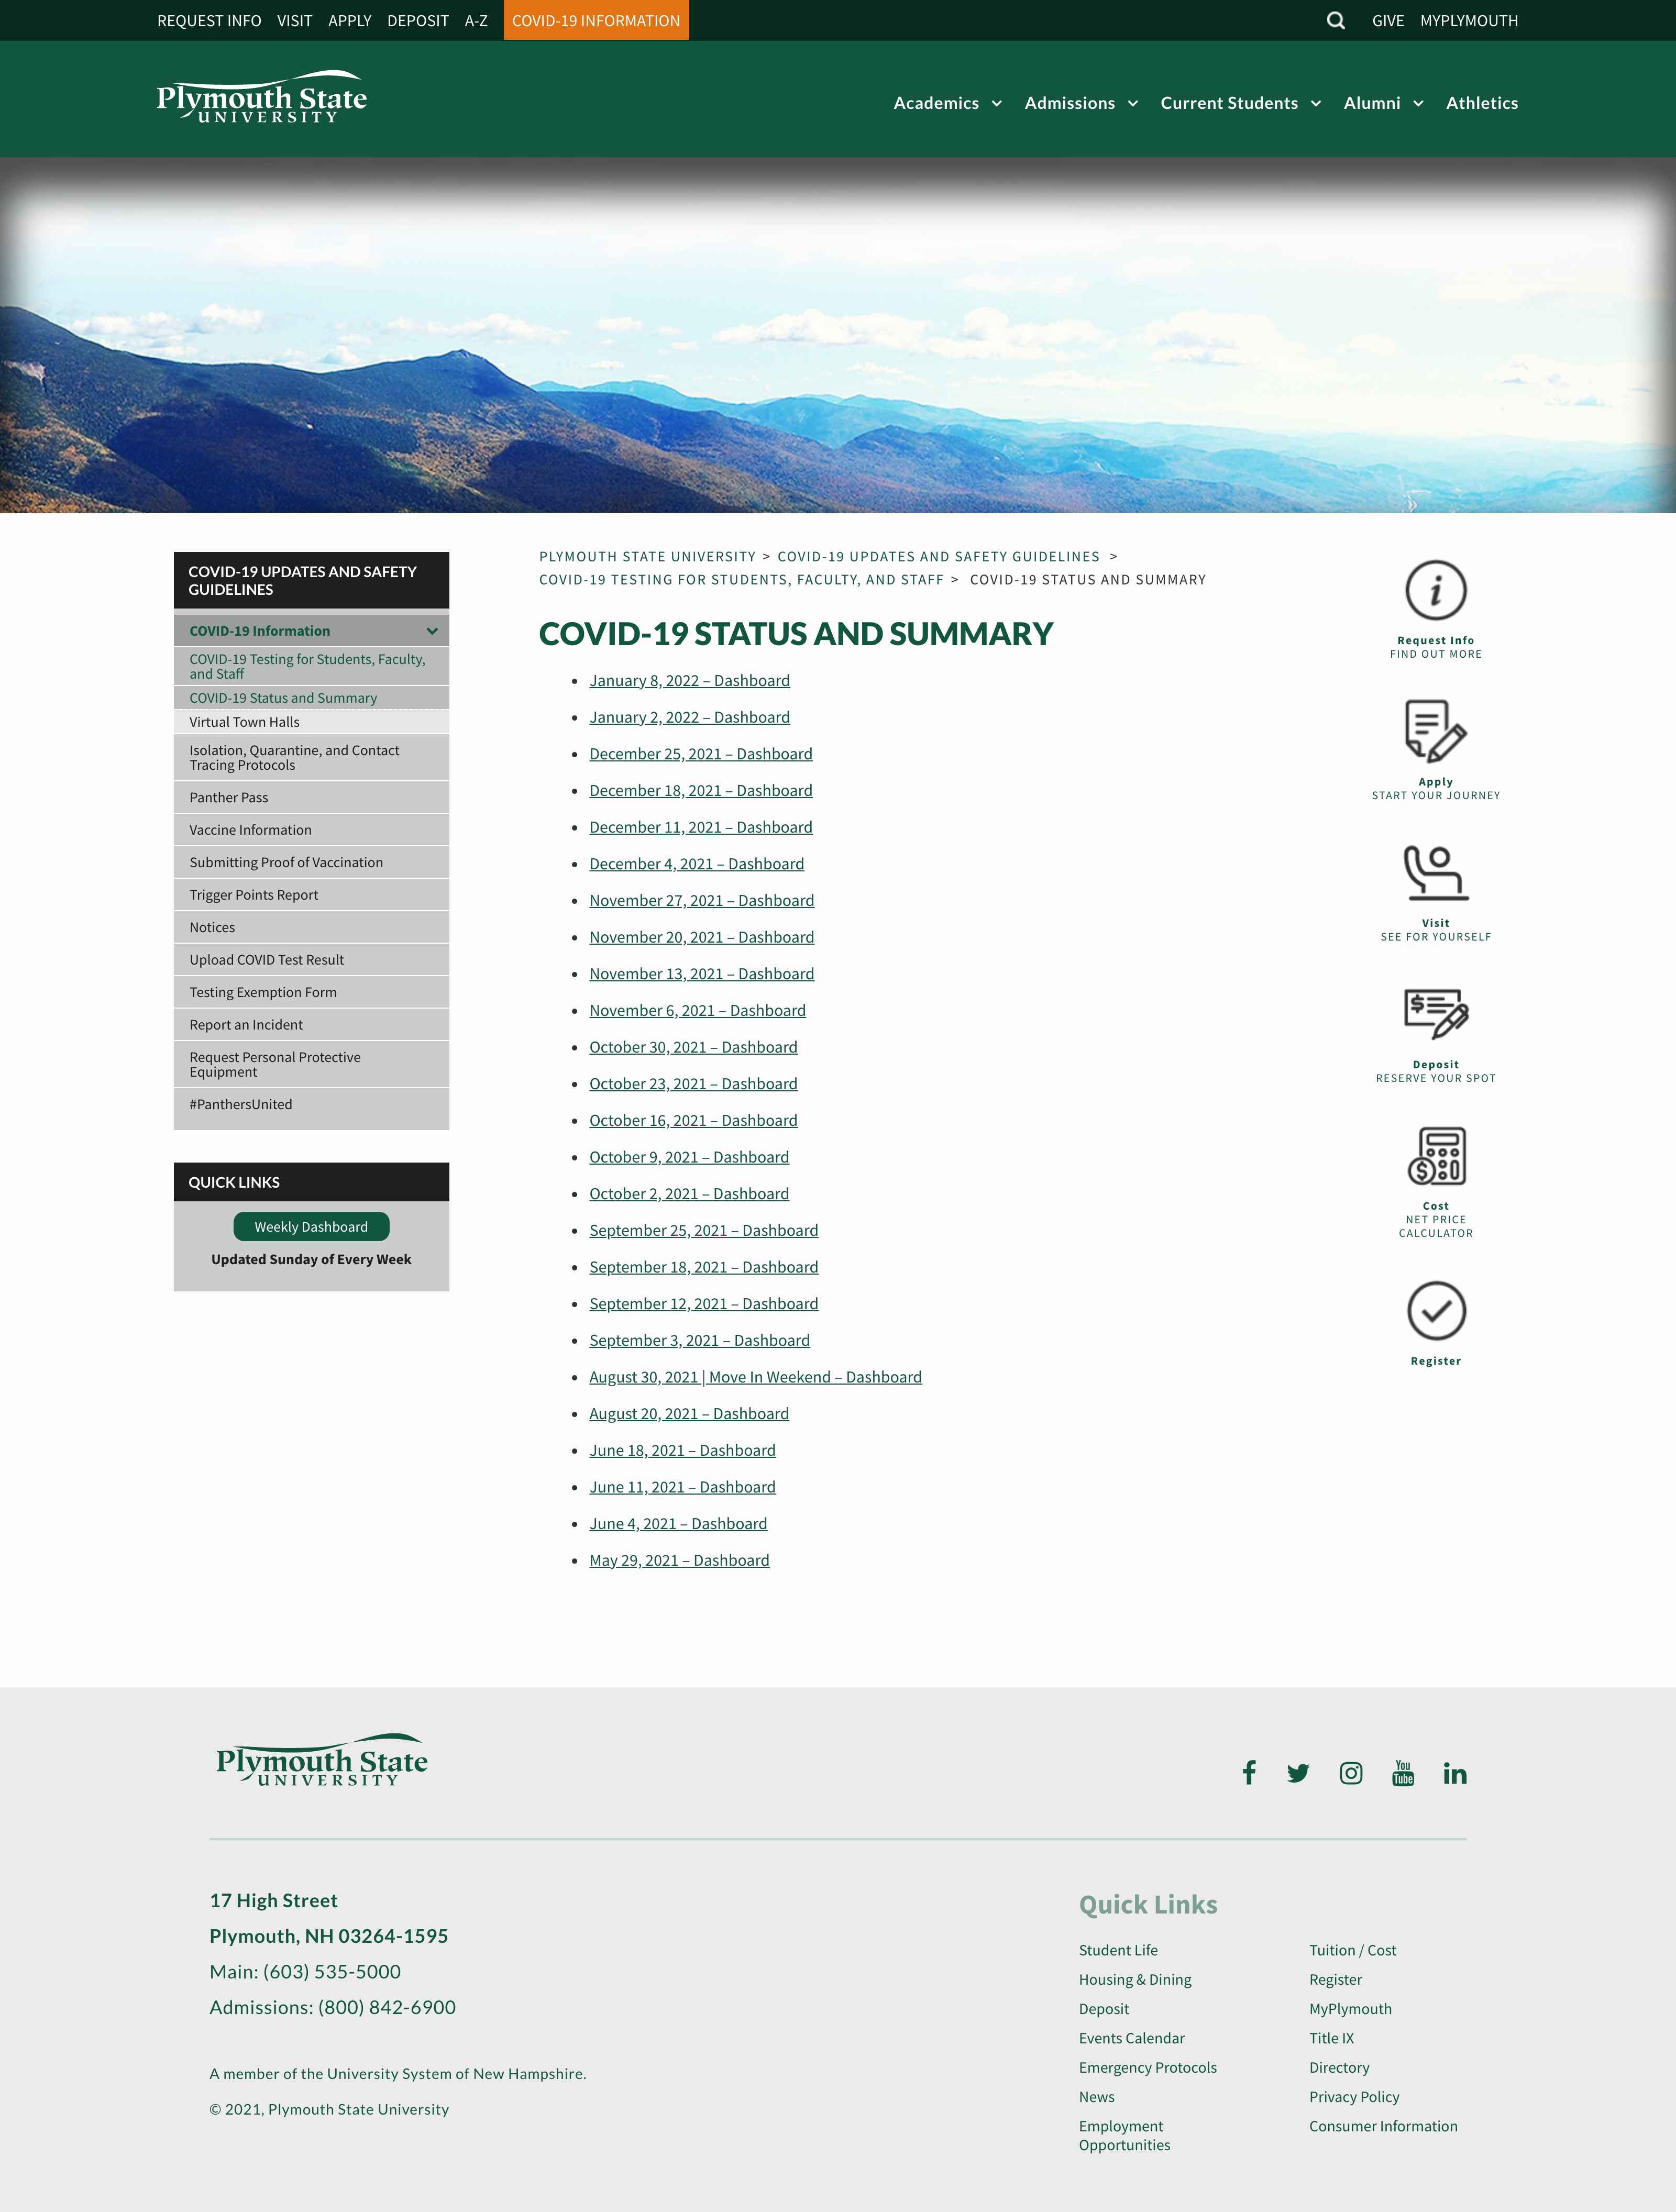 REQUEST INFO VISIT APPLY DEPOSIT A-Z COVID-19 INFORMATION GIVE MYPLYMOUTH
Plymouth State
UNIVERSITY
Academics Admissions Current Students Alumni Athletics
COVID-19 UPDATES AND SAFETY
GUIDELINES
COVID-19 Information
COVID-19 Testing for Students, Faculty,
and Staff
COVID-19 Status and Summary
Virtual Town Halls
Isolation, Quarantine, and Contact
Tracing Protocols
Panther Pass
Vaccine Information
Submitting Proof of Vaccination
Trigger Points Report
Notices
Upload COVID Test Result
Testing Exemption Form
Report an Incident
Request Personal Protective
Equipment
#PanthersUnited
QUICK LINKS
Weekly Dashboard
Updated Sunday of Every Week
PLYMOUTH STATE UNIVERSITY > COVID-19 UPDATES AND SAFETY GUIDELINES >
COVID-19 TESTING FOR STUDENTS, FACULTY, AND STAFF > COVID-19 STATUS AND SUMMARY
COVID-19 STATUS AND SUMMARY
January 8, 2022 – Dashboard
January 2, 2022 – Dashboard
December 25, 2021 – Dashboard
December 18, 2021 – Dashboard
December 11, 2021 – Dashboard
December 4, 2021 – Dashboard
November 27, 2021 – Dashboard
November 20, 2021 – Dashboard
November 13, 2021 – Dashboard
November 6, 2021 – Dashboard
October 30, 2021 – Dashboard
October 23, 2021 – Dashboard
October 16, 2021 – Dashboard
October 9, 2021 – Dashboard
October 2, 2021 – Dashboard
September 25, 2021 – Dashboard
September 18, 2021 – Dashboard
September 12, 2021 – Dashboard
September 3, 2021 – Dashboard
August 30, 2021 | Move In Weekend – Dashboard
August 20, 2021 – Dashboard
June 18, 2021 – Dashboard
June 11, 2021 – Dashboard
June 4, 2021 – Dashboard
May 29, 2021 – Dashboard
Request Info
FIND OUT MORE
Apply
START YOUR JOURNEY
Visit
SEE FOR YOURSELF
Deposit
RESERVE YOUR SPOT
Cost
NET PRICE
CALCULATOR
Register
Plymouth State
UNIVERSITY
You
Tube
17 High Street
Plymouth, NH 03264-1595
Main: (603) 535-5000
Admissions: (800) 842-6900
A member of the University System of New Hampshire.
© 2021, Plymouth State University
Quick Links
Student Life
Housing & Dining
Deposit
Events Calendar
Emergency Protocols
News
Employment
Opportunities
Tuition / Cost
Register
MyPlymouth
Title IX
Directory
Privacy Policy
Consumer Information